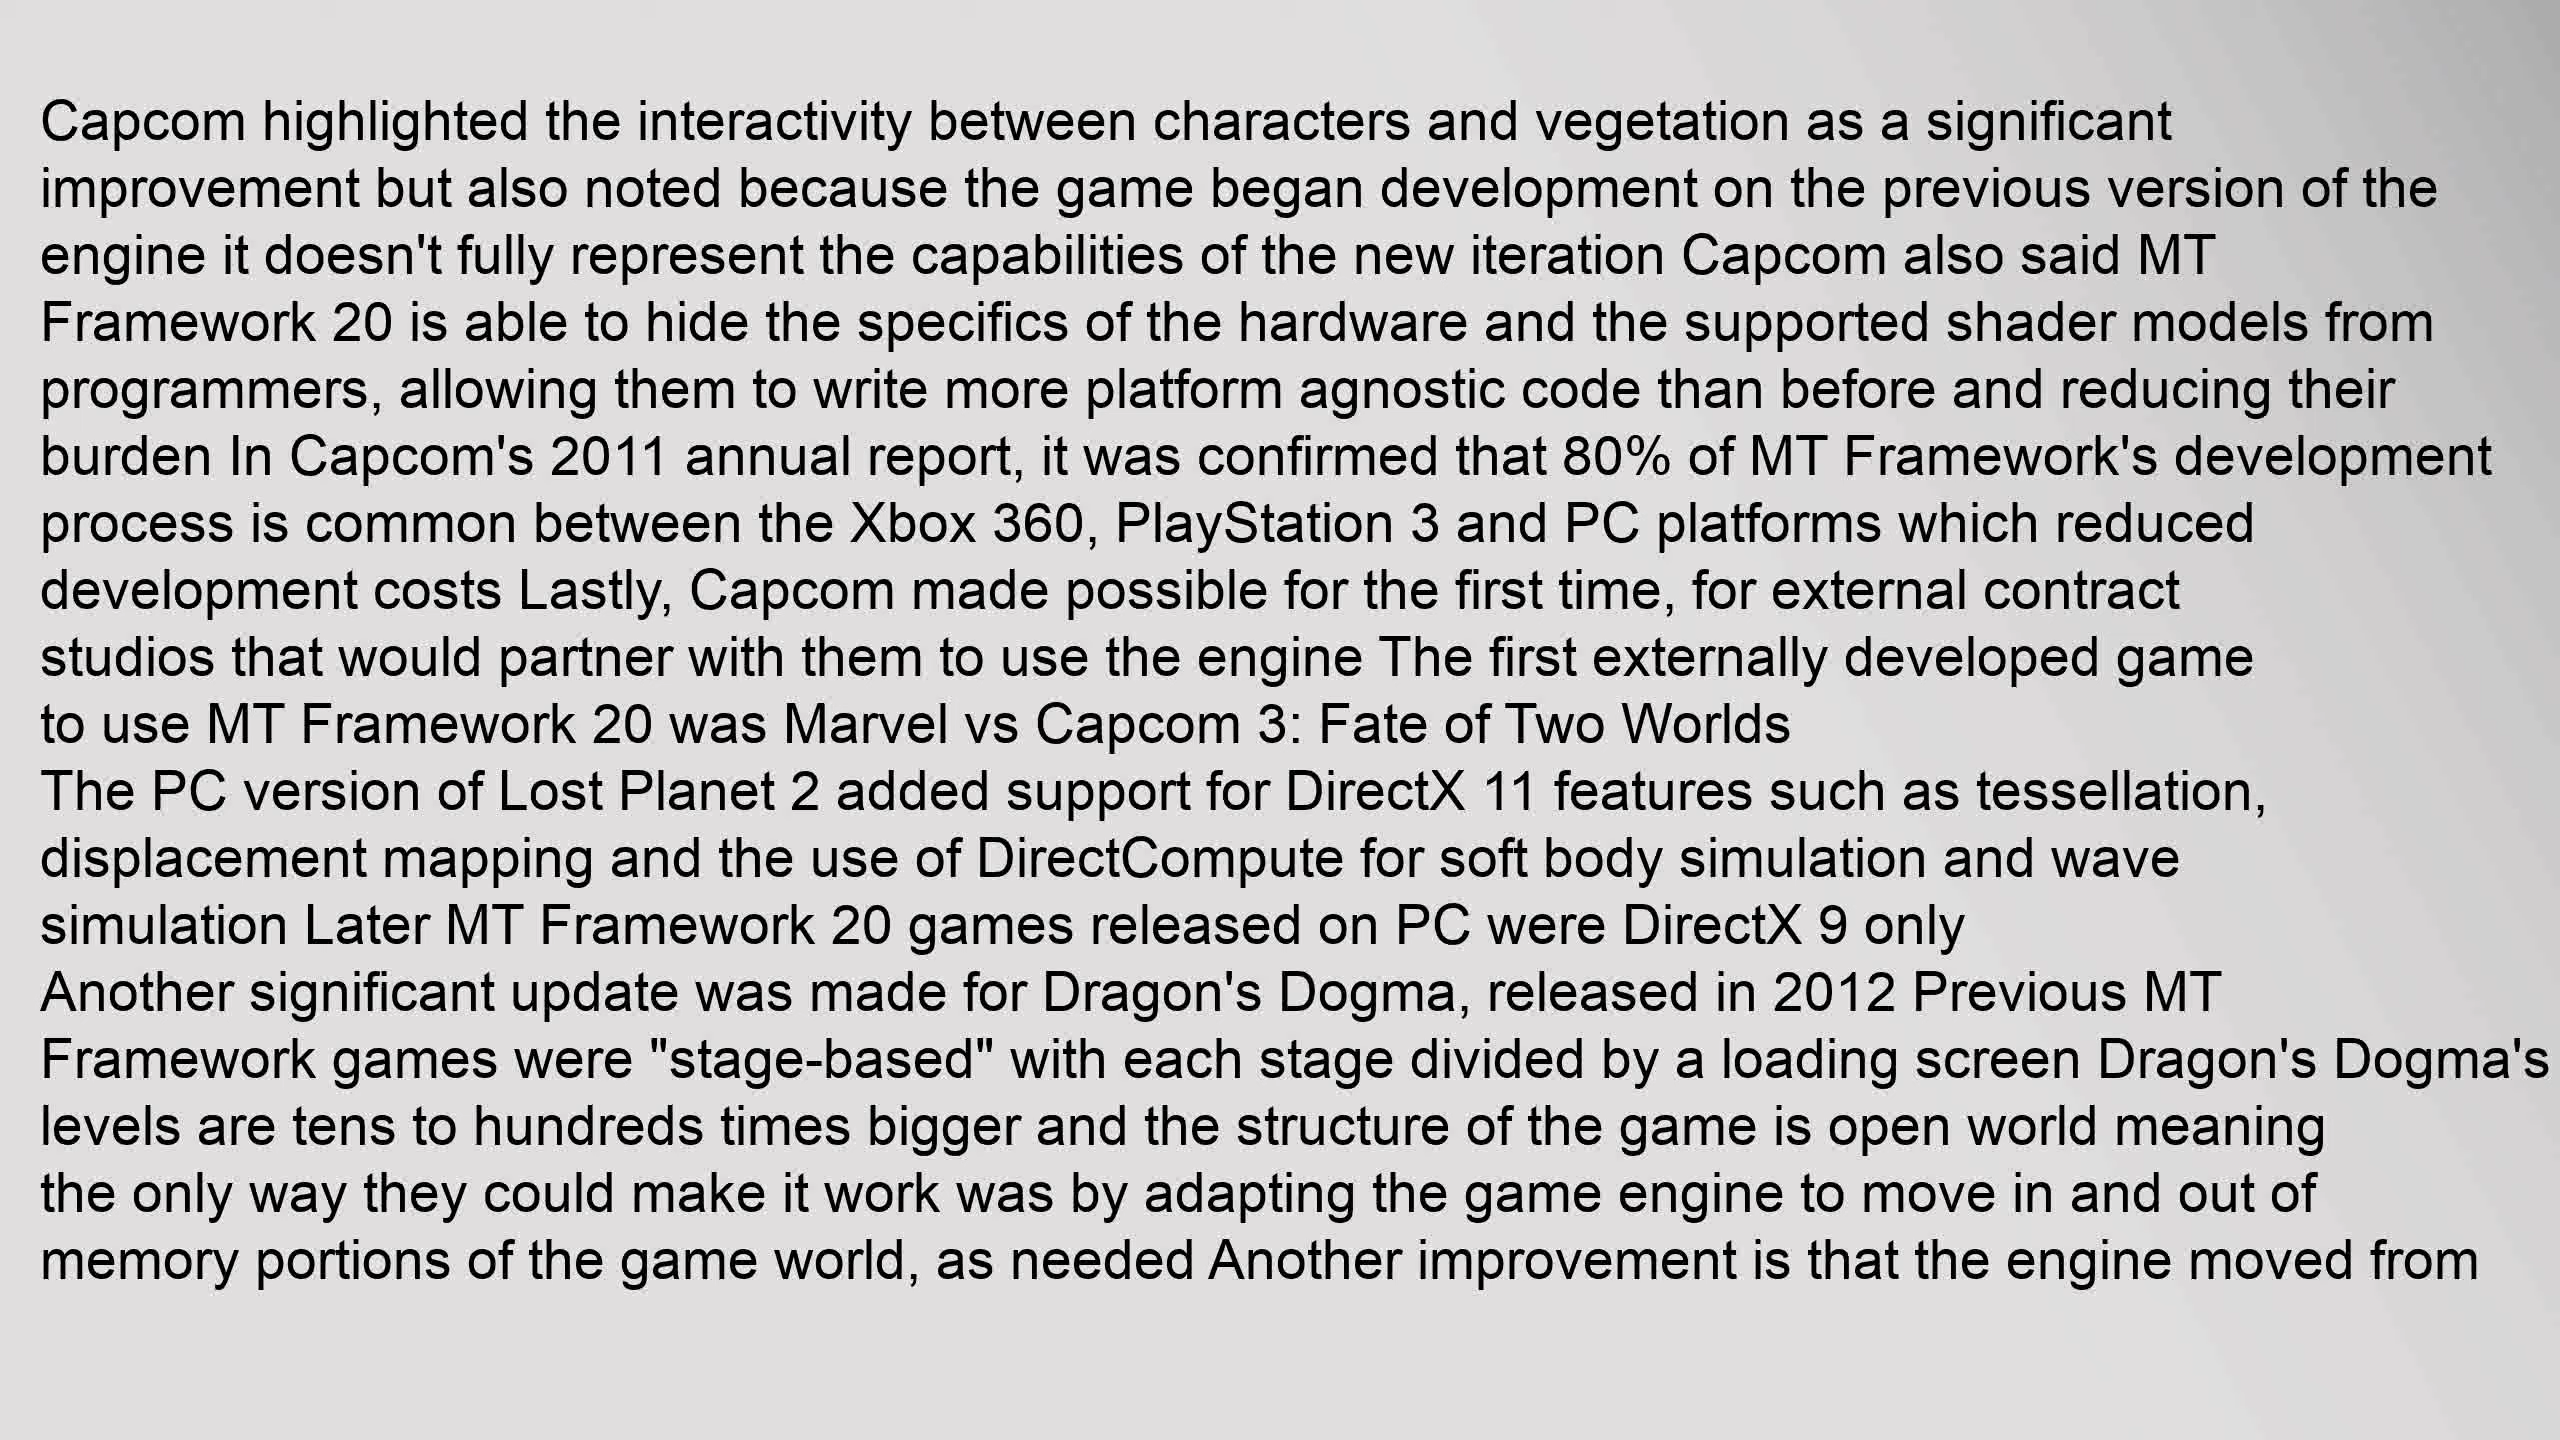 Capcom highlighted the interactivity between characters and vegetation as a significant
improvement but also noted because the game began development on the previous version of the
engine it doesn't fully represent the capabilities of the new iteration Capcom also said MT
Framework 20 is able to hide the specifics of the hardware and the supported shader models from
programmers, allowing them to write more platform agnostic code than before and reducing their
burden In Capcom's 2011 annual report, it was confirmed that 80% of MT Framework's development
process is common between the Xbox 360, PlayStation 3 and PC platforms which reduced
development costs Lastly, Capcom made possible for the first time, for external contract
studios that would partner with them to use the engine The first externally developed game
to use MT Framework 20 was Marvel vs Capcom 3: Fate of Two Worlds
The PC version of Lost Planet 2 added support for DirectX 11 features such as tessellation,
displacement mapping and the use of DirectCompute for soft body simulation and wave
simulation Later MT Framework 20 games released on PC were DirectX 9 only
Another significant update was made for Dragon's Dogma, released in 2012 Previous MT
Framework games were "stage-based" with each stage divided by a loading screen Dragon's Dogma's
levels are tens to hundreds times bigger and the structure of the game is open world meaning
the only way they could make it work was by adapting the game engine to move in and out of
memory portions of the game world, as needed Another improvement is that the engine moved from